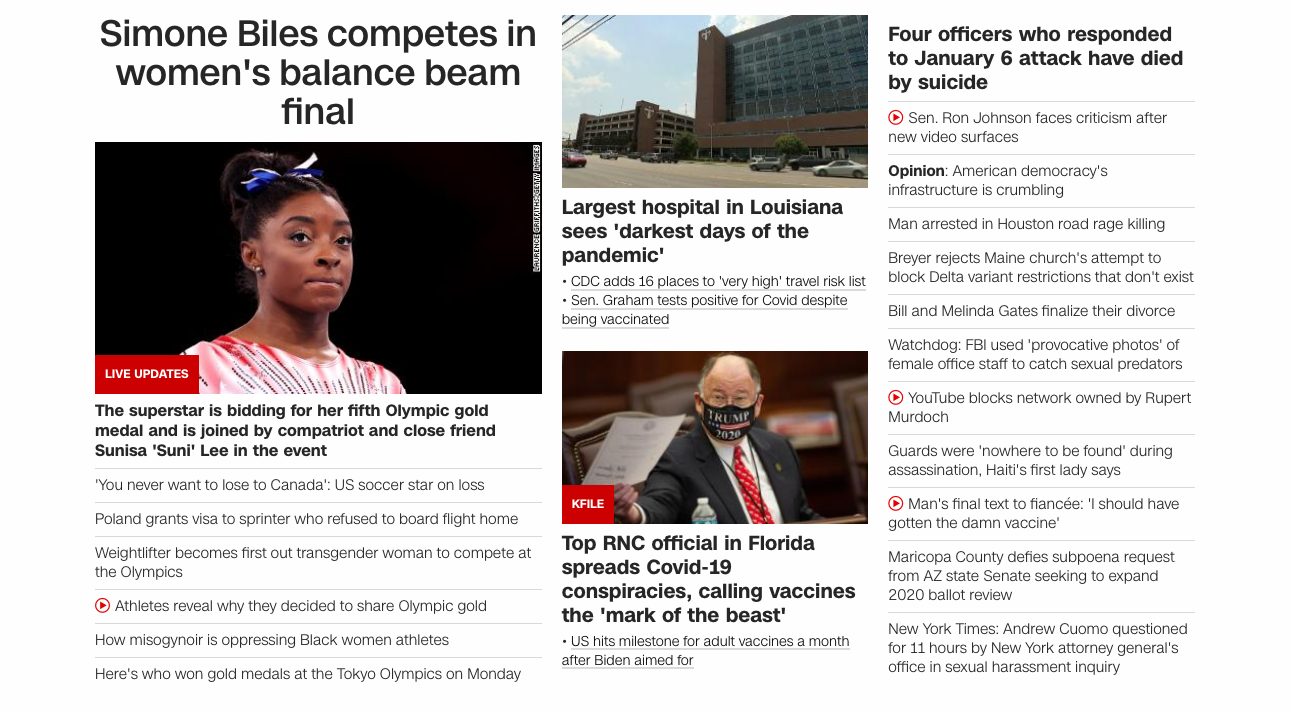 Simone Biles competes in
women's balance beam
final
LAURENCE GRIFFITHS/GETTY IMAGES
LIVE UPDATES
The superstar is bidding for her fifth Olympic gold
medal and is joined by compatriot and close friend
Sunisa 'Suni' Lee in the event
'You never want to lose to Canada': US soccer star on loss
Poland grants visa to sprinter who refused to board flight home
Weightlifter becomes first out transgender woman to compete at
the Olympics
Athletes reveal why they decided to share Olympic gold
How misogynoir is oppressing Black women athletes
Here's who won gold medals at the Tokyo Olympics on Monday
Largest hospital in Louisiana
sees 'darkest days of the
pandemic'
• CDC adds 16 places to 'very high' travel risk list
• Sen. Graham tests positive for Covid despite
being vaccinated
TRUMP
2020
KFILE
Top RNC official in Florida
spreads Covid-19
conspiracies, calling vaccines
the 'mark of the beast'
• US hits milestone for adult vaccines a month
after Biden aimed for
Four officers who responded
to January 6 attack have died
by suicide
Sen. Ron Johnson faces criticism after
new video surfaces
Opinion: American democracy's
infrastructure is crumbling
Man arrested in Houston road rage killing
Breyer rejects Maine church's attempt to
block Delta variant restrictions that don't exist
Bill and Melinda Gates finalize their divorce
Watchdog: FBI used 'provocative photos' of
female office staff to catch sexual predators
YouTube blocks network owned by Rupert
Murdoch
Guards were 'nowhere to be found' during
assassination, Haiti's first lady says
Man's final text to fiancée: 'I should have
gotten the damn vaccine'
Maricopa County defies subpoena request
from AZ state Senate seeking to expand
2020 ballot review
New York Times: Andrew Cuomo questioned
for 11 hours by New York attorney general's
office in sexual harassment inquiry